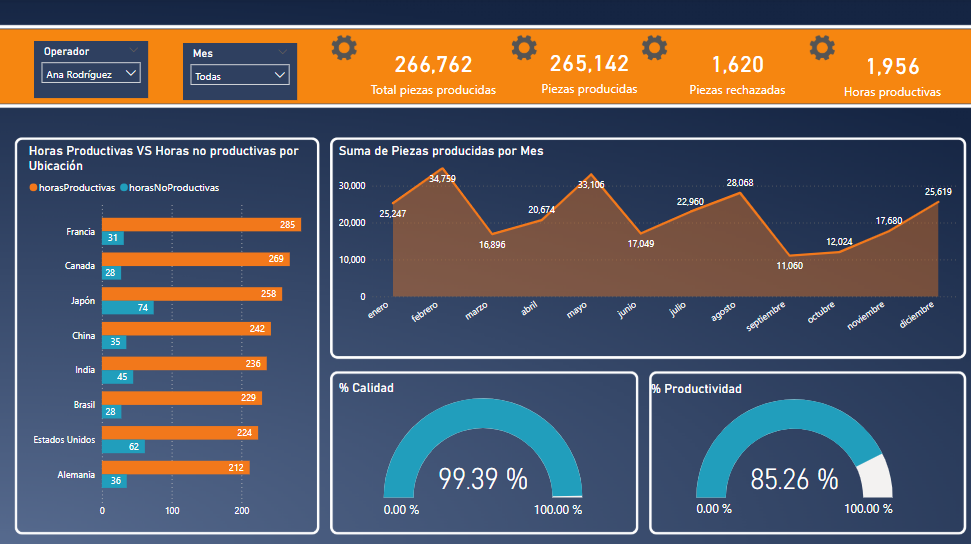 Operador
Ana Rodríguez
Mes
Todas
266,762
Total piezas producidas
265,142
Piezas producidas
1,620
Piezas rechazadas
1,956
Horas productivas
Horas Productivas VS Horas no productivas por
Ubicación
horasProductivas horasNoProductivas
Francia 285
31
Canada 269
28
Japón 258
74
China 242
35
India 236
45
Brasil 229
28
Estados Unidos 224
62
Alemania 212
36
0 100 200
Suma de Piezas producidas por Mes
30,000
20,000
10,000
0
25,247
34,759
16,896
20,674
33,106
17,049
22,960
28,068
11,060
12,024
17,680
25,619
enero febrero marzo abril mayo junio julio agosto septiembre octubre noviembre diciembre
% Calidad
99.39 %
0.00 % 100.00 %
% Productividad
85.26 %
0.00 % 100.00 %